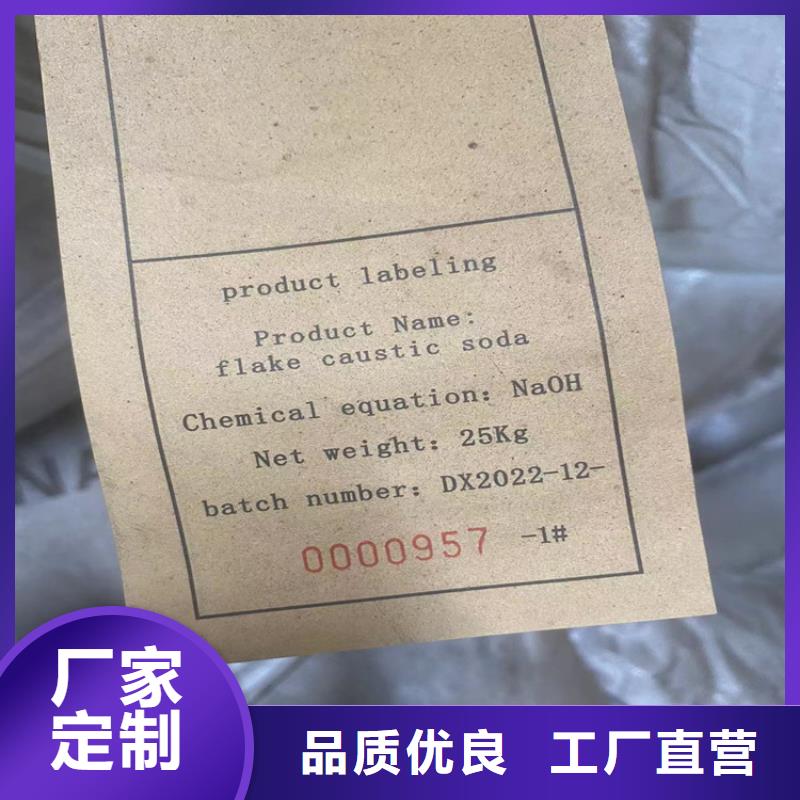 product labeling
Product Name:
flake caustic soda
Chemical equation: NaOH
Net weight: 25Kg
batch number: DX2022-12-
0000957 -1#
NA
厂家
定制
品质优良 工厂直营